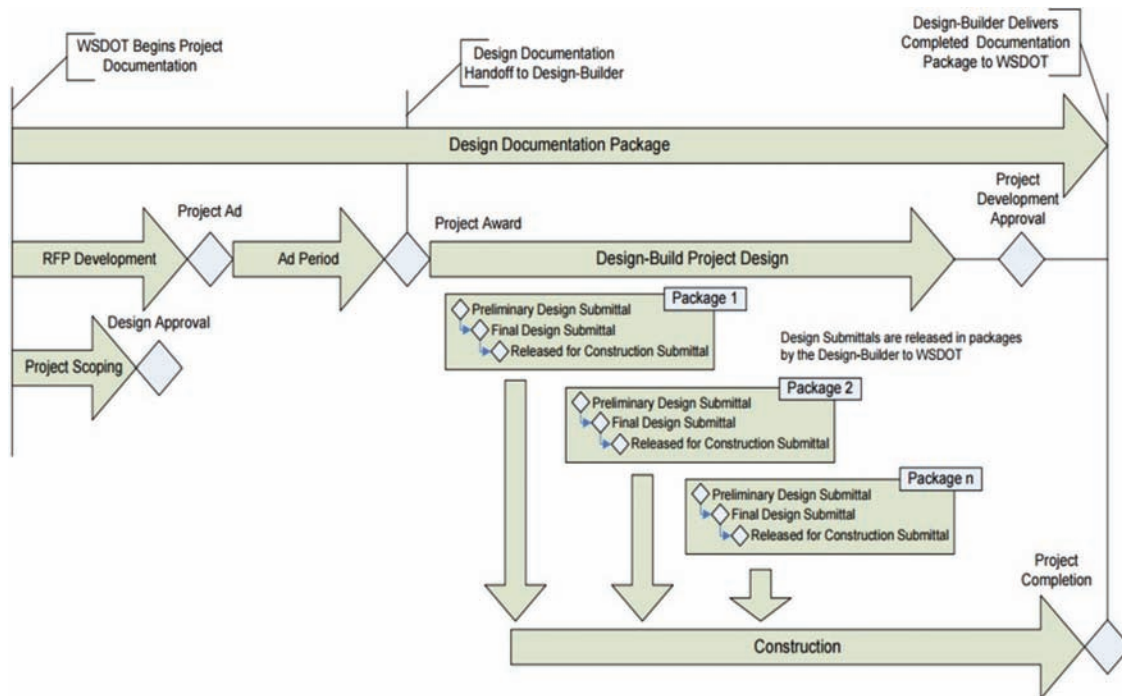 WSDOT Begins Project
Documentation
Design Documentation
Handoff to Design-Builder
Design-Builder Delivers
Completed Documentation
Package to WSDOT
Design Documentation Package
Project Ad
Project Award
Project
Development
Approval
RFP Development
Ad Period
Design-Build Project Design
Design Approval
Project Scoping
Package 1
Preliminary Design Submittal
Final Design Submittal
Released for Construction Submittal
Design Submittals are released in packages
by the Design-Builder to WSDOT
Package 2
Preliminary Design Submittal
Final Design Submittal
Released for Construction Submittal
Package n
Preliminary Design Submittal
Final Design Submittal
Released for Construction Submittal
Project
Completion
Construction